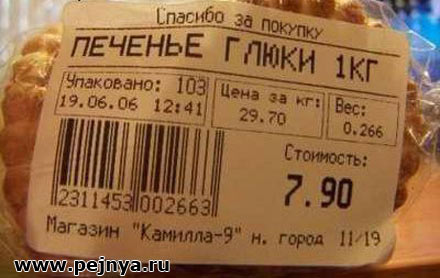 Спасибо за покупку
ПЕЧЕНЬЕ ГЛЮКИ 1КГ
Упаковано: 103
19.06.06 12:41
Цена за кг:
29.70
Вес:
0.266
Стоимость:
7.90
2311453 002663
Магазин "Камилла-9" н. город 11/19
www.pejnya.ru